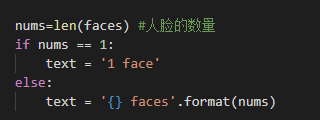 nums=len(faces) #人脸的数量
if nums == 1:
    text = '1 face'
else:
    text = '{} faces'.format(nums)